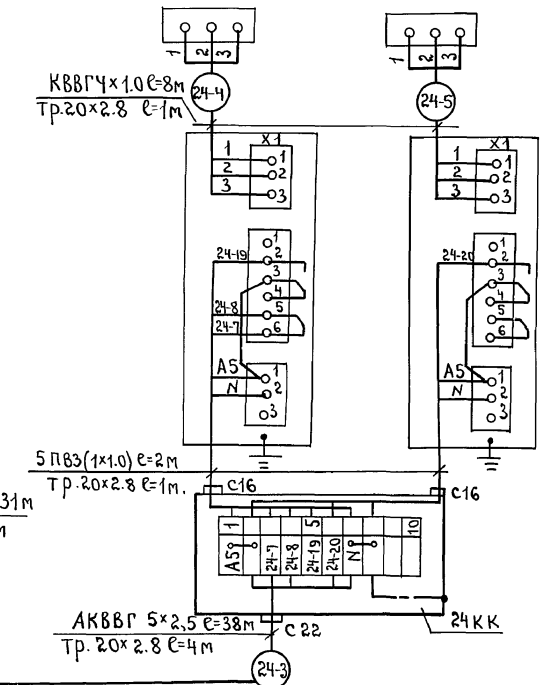 1 2 3
1 2 3
24-4
24-5
КВВГ4×1.0 ℓ=8м
Тр.20×2.8 ℓ=1м
X1
1 1
2 2
3 3
X1
1 1
2 2
3 3
1
24-19 2
3
4
24-8 5
24-7 6
1
24-20 2
3
4
5
6
A5 1
N 2
3
A5 1
N 2
3
5 ПВ3(1×1.0) ℓ=2м
Тр.20×2.8 ℓ=1м.
С16
С16
31м
м
1 5 10
A5 24-7 24-8 24-19 24-20 N
АКВВГ 5×2,5 ℓ=38м
Тр. 20×2.8 ℓ=4м
С22
24КК
24-3